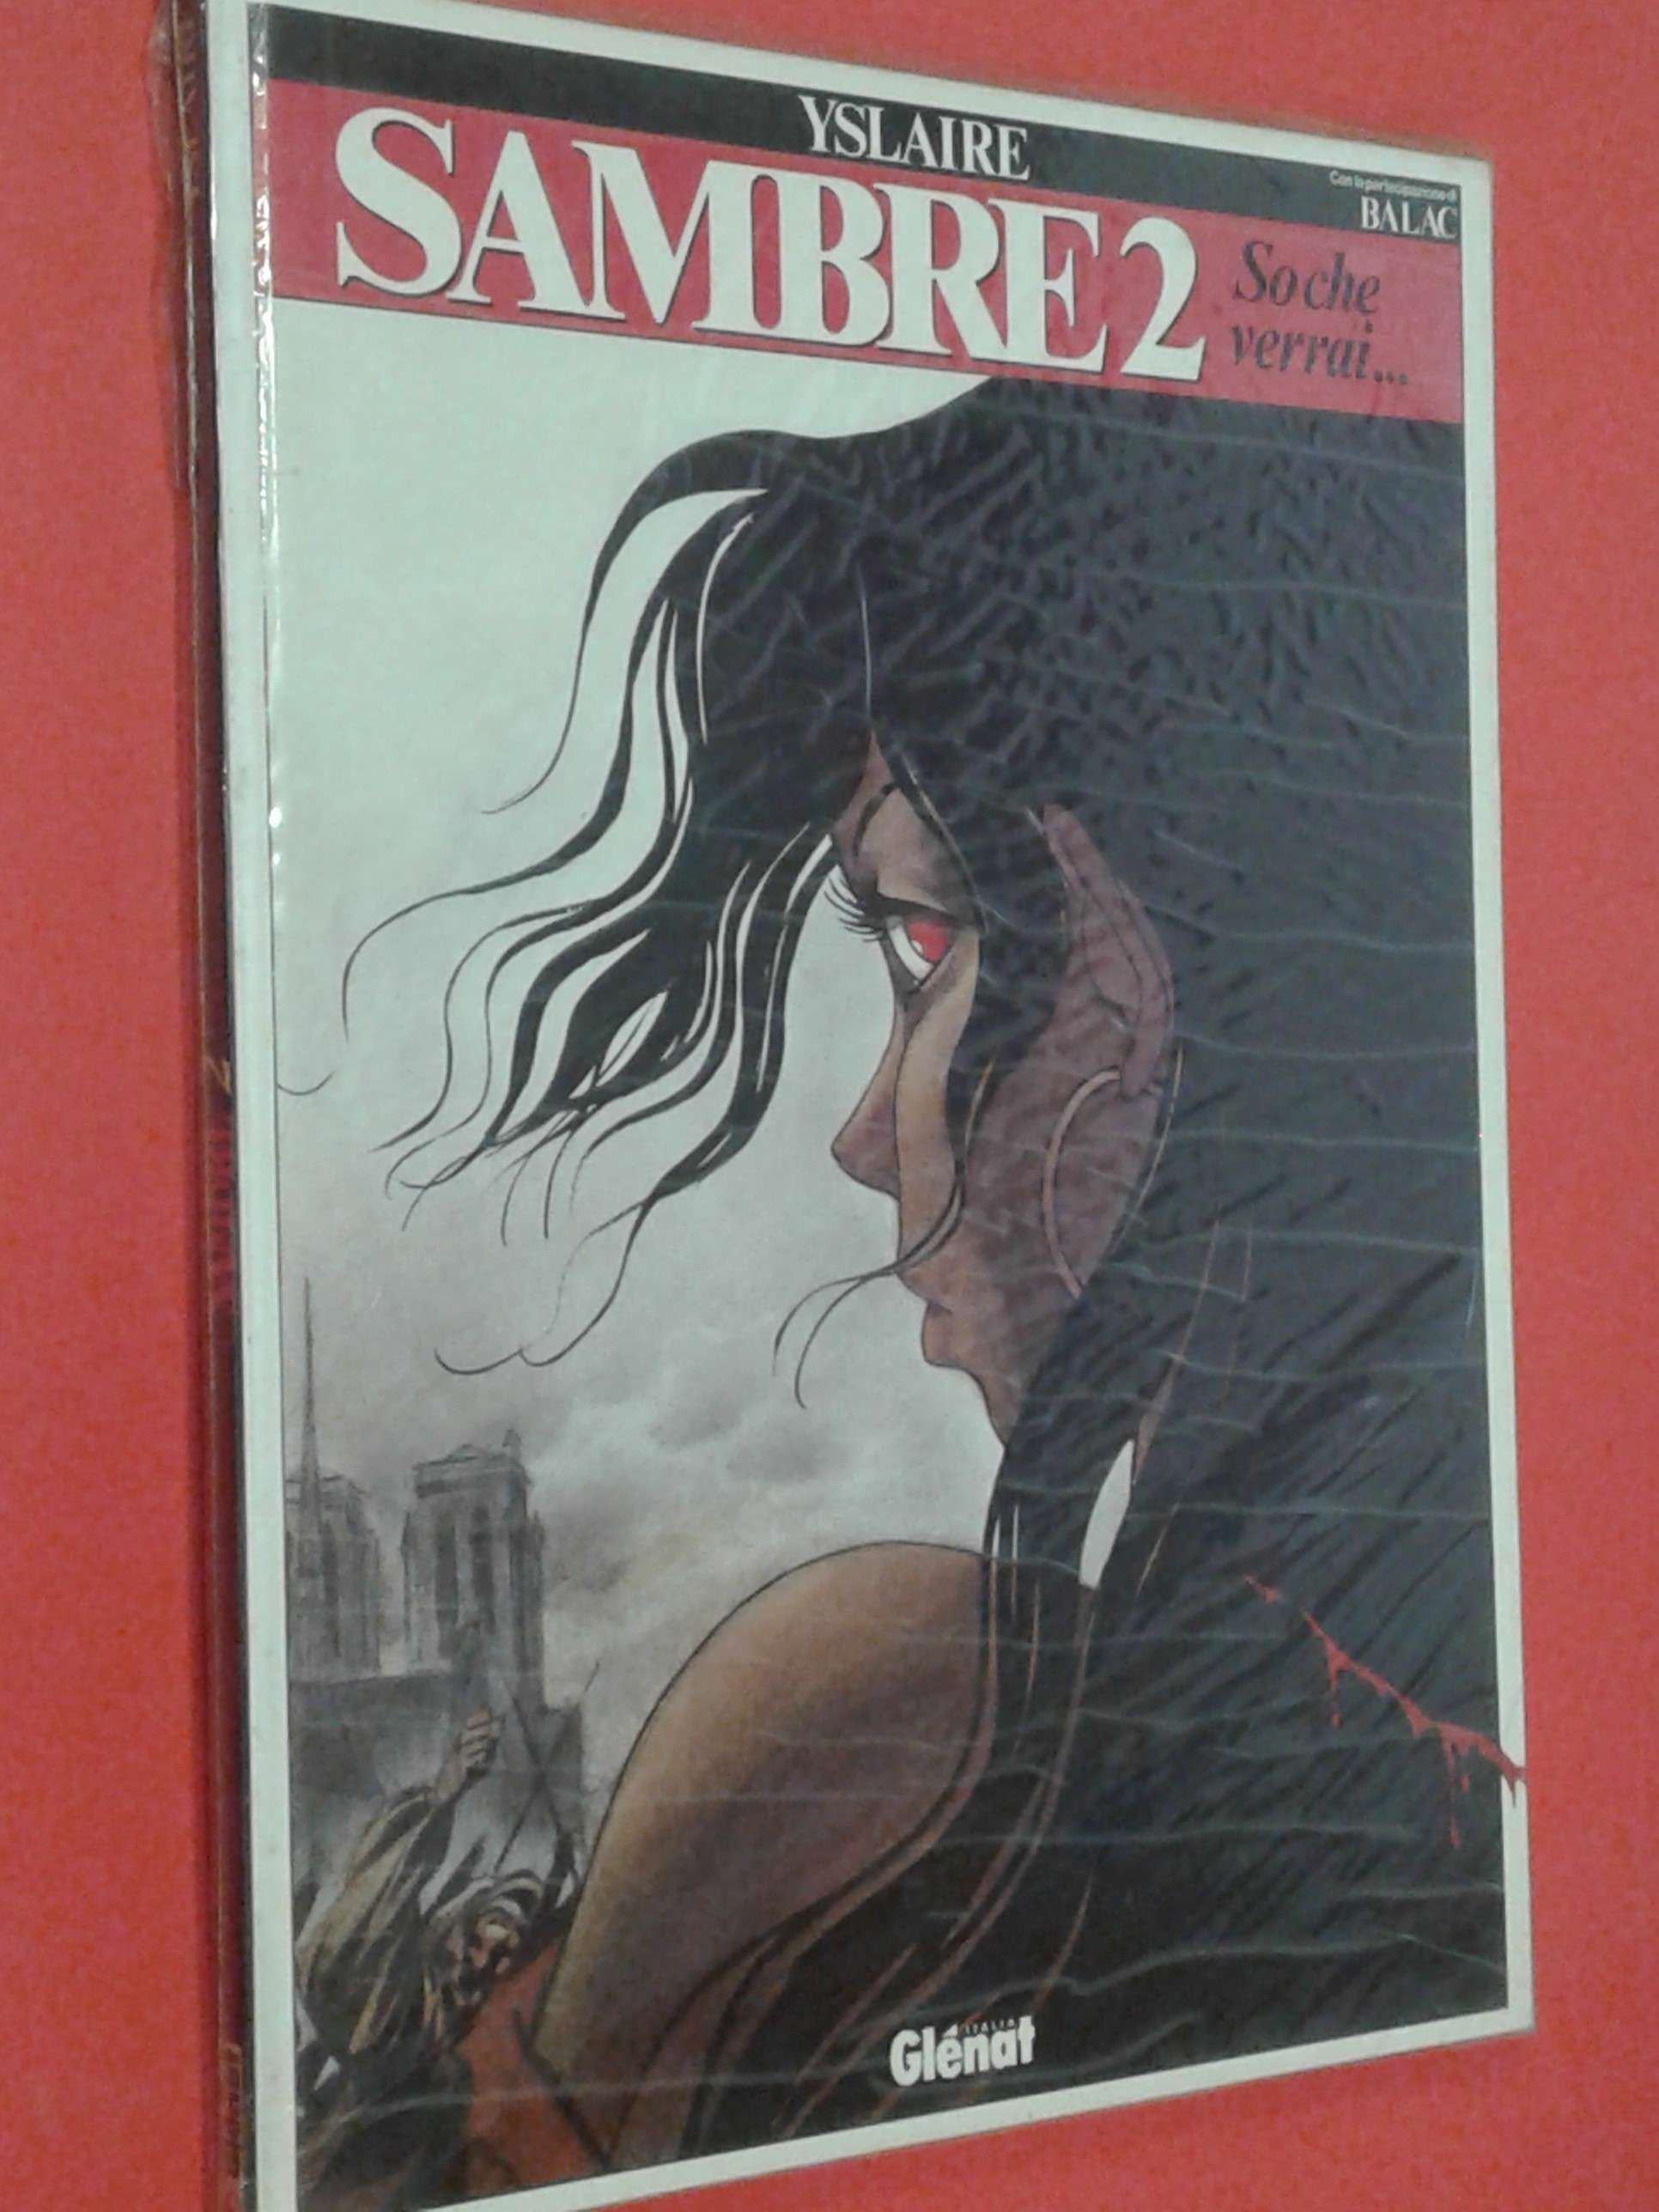 YSLAIRE
Con la partecipazione di
BALAC
SAMBRE 2
So che
verrai...
ITALIA
Glénat